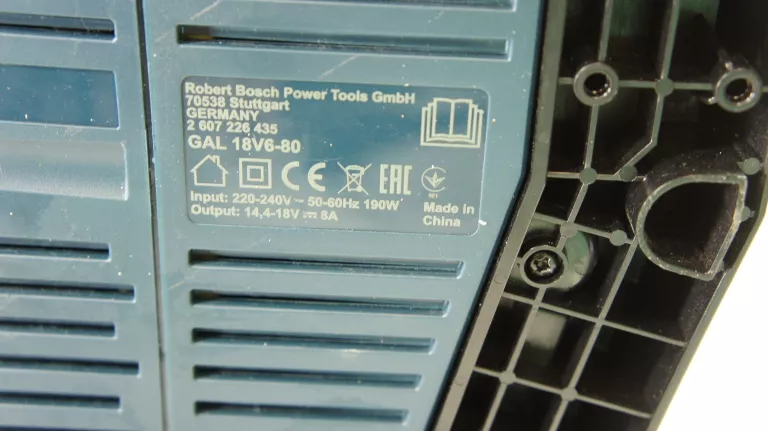 Robert Bosch Power Tools GmbH
70538 Stuttgart
GERMANY
2 607 226 435
GAL 18V6-80
CE EAC
Input: 220-240V ~ 50-60Hz 190W
Output: 14,4-18V ⎓ 8A
Made in
China